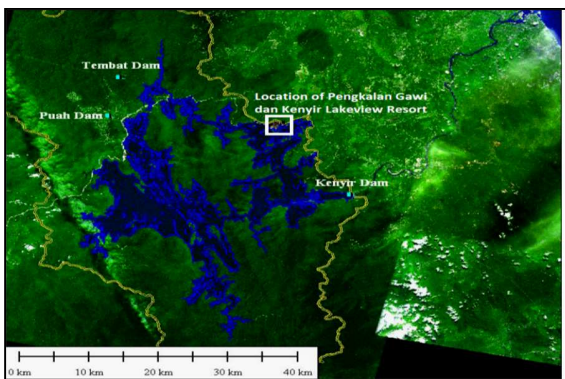 Tembat Dam
Location of Pengkalan Gawi
dan Kenyir Lakeview Resort
Puah Dam
Kenyir Dam
0 km 10 km 20 km 30 km 40 km